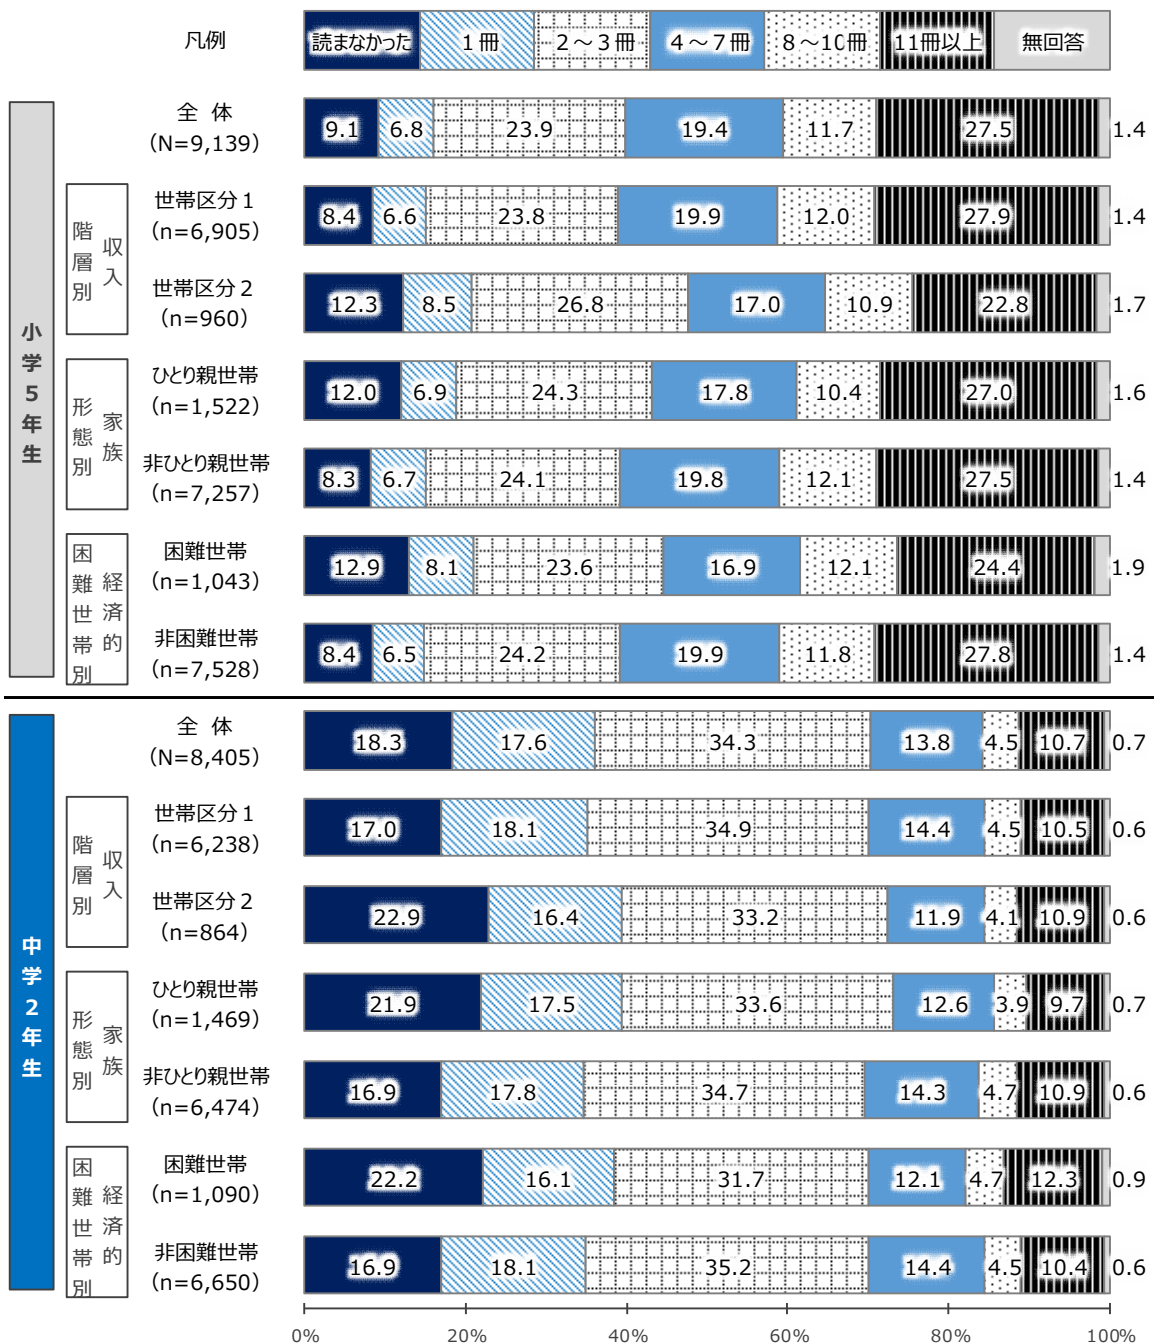 凡例
読まなかった 1冊 2～3冊 4～7冊 8～10冊 11冊以上 無回答
小学5年生
全 体
(N=9,139)
9.1 6.8 23.9 19.4 11.7 27.5 1.4
収入
階層別
世帯区分1
(n=6,905)
8.4 6.6 23.8 19.9 12.0 27.9 1.4
世帯区分2
(n=960)
12.3 8.5 26.8 17.0 10.9 22.8 1.7
家族
形態別
ひとり親世帯
(n=1,522)
12.0 6.9 24.3 17.8 10.4 27.0 1.6
非ひとり親世帯
(n=7,257)
8.3 6.7 24.1 19.8 12.1 27.5 1.4
経済的
困難世帯別
困難世帯
(n=1,043)
12.9 8.1 23.6 16.9 12.1 24.4 1.9
非困難世帯
(n=7,528)
8.4 6.5 24.2 19.9 11.8 27.8 1.4
中学2年生
全 体
(N=8,405)
18.3 17.6 34.3 13.8 4.5 10.7 0.7
収入
階層別
世帯区分1
(n=6,238)
17.0 18.1 34.9 14.4 4.5 10.5 0.6
世帯区分2
(n=864)
22.9 16.4 33.2 11.9 4.1 10.9 0.6
家族
形態別
ひとり親世帯
(n=1,469)
21.9 17.5 33.6 12.6 3.9 9.7 0.7
非ひとり親世帯
(n=6,474)
16.9 17.8 34.7 14.3 4.7 10.9 0.6
経済的
困難世帯別
困難世帯
(n=1,090)
22.2 16.1 31.7 12.1 4.7 12.3 0.9
非困難世帯
(n=6,650)
16.9 18.1 35.2 14.4 4.5 10.4 0.6
0% 20% 40% 60% 80% 100%